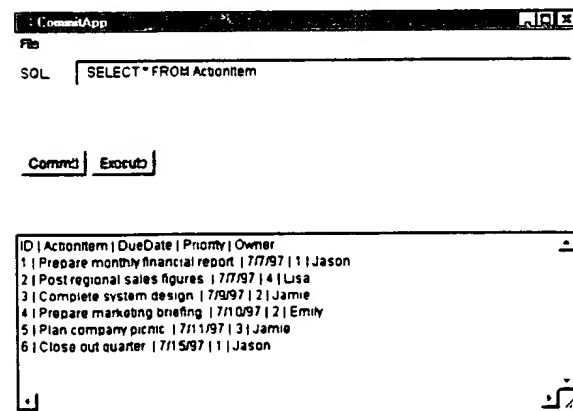 CommitApp
File
SQL SELECT * FROM ActionItem
Commit Execute
ID | ActionItem | DueDate | Priority | Owner
1 | Prepare monthly financial report | 7/7/97 | 1 | Jason
2 | Post regional sales figures | 7/7/97 | 4 | Lisa
3 | Complete system design | 7/9/97 | 2 | Jamie
4 | Prepare marketing briefing | 7/10/97 | 2 | Emily
5 | Plan company picnic | 7/11/97 | 3 | Jamie
6 | Close out quarter | 7/15/97 | 1 | Jason